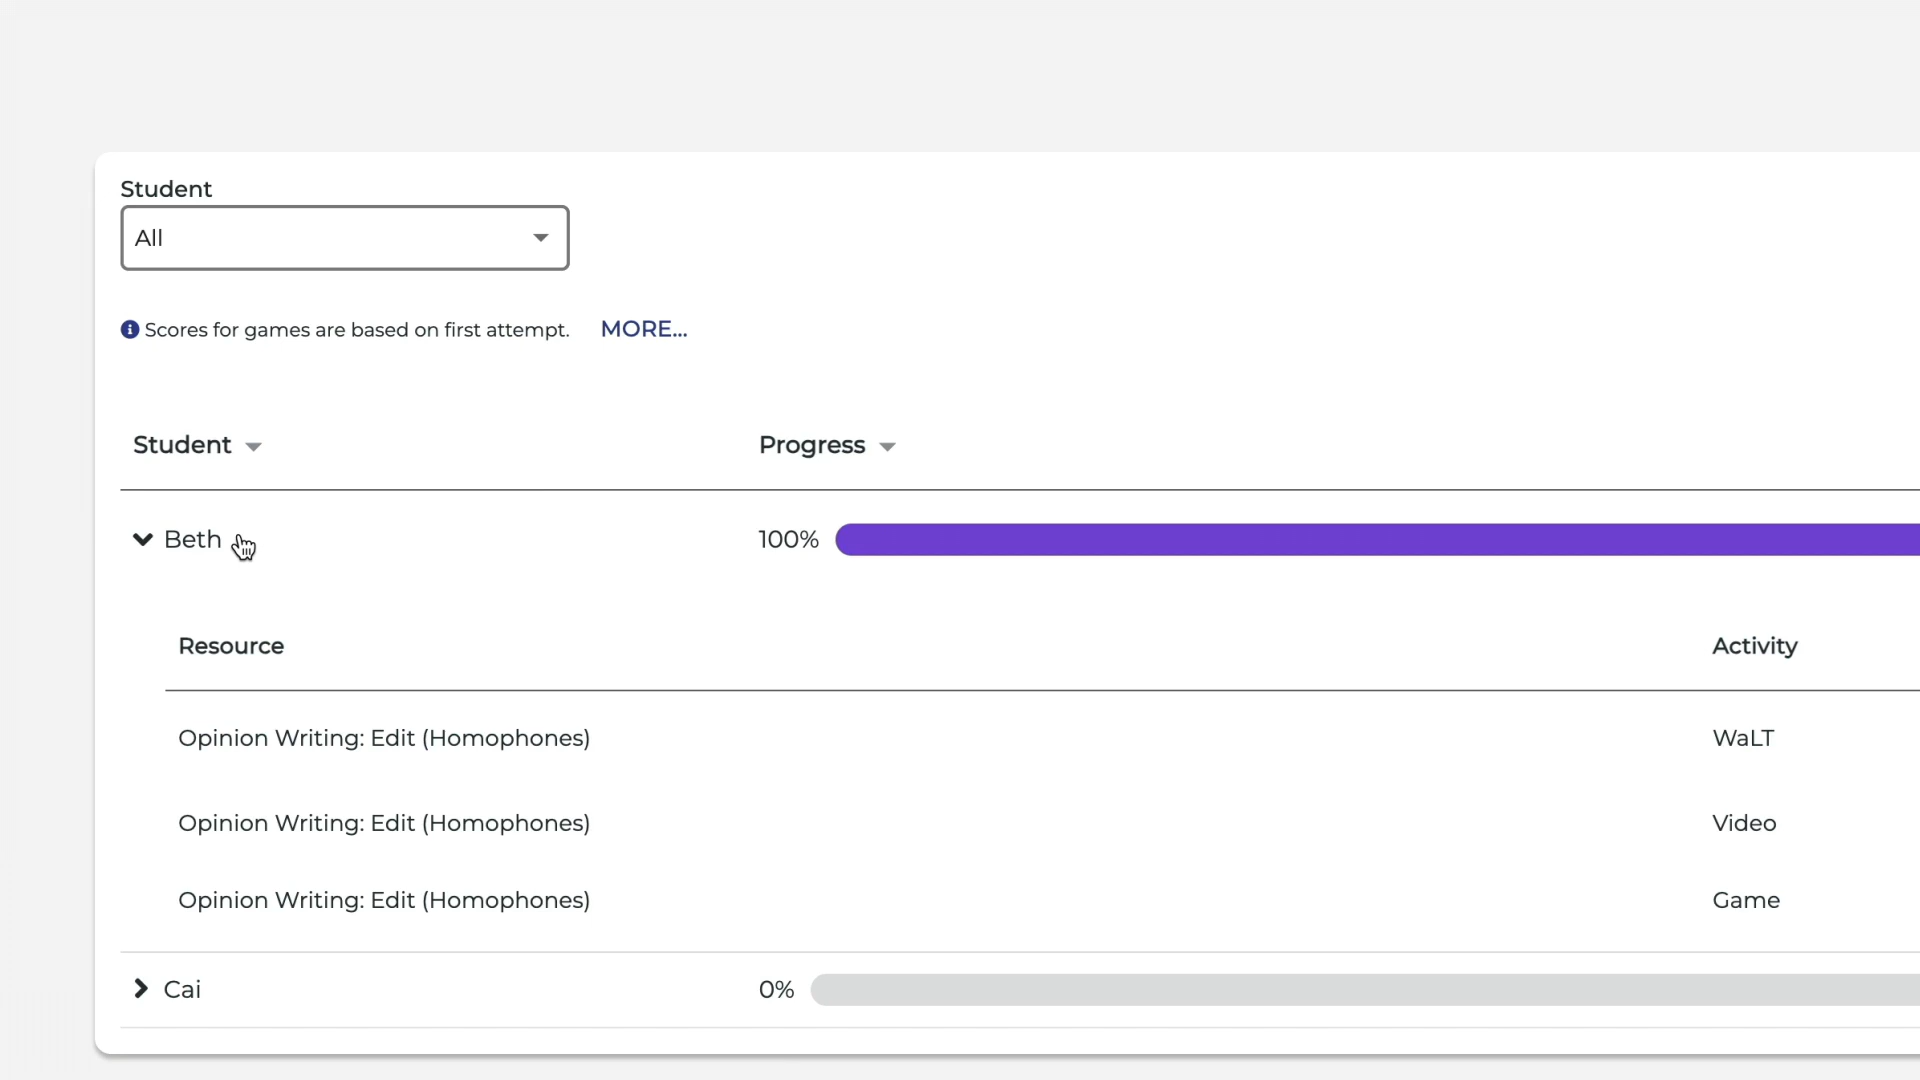 Student
All
Scores for games are based on first attempt. MORE...
Student Progress
Beth 100%
Resource Activity
Opinion Writing: Edit (Homophones) WaLT
Opinion Writing: Edit (Homophones) Video
Opinion Writing: Edit (Homophones) Game
Cai 0%